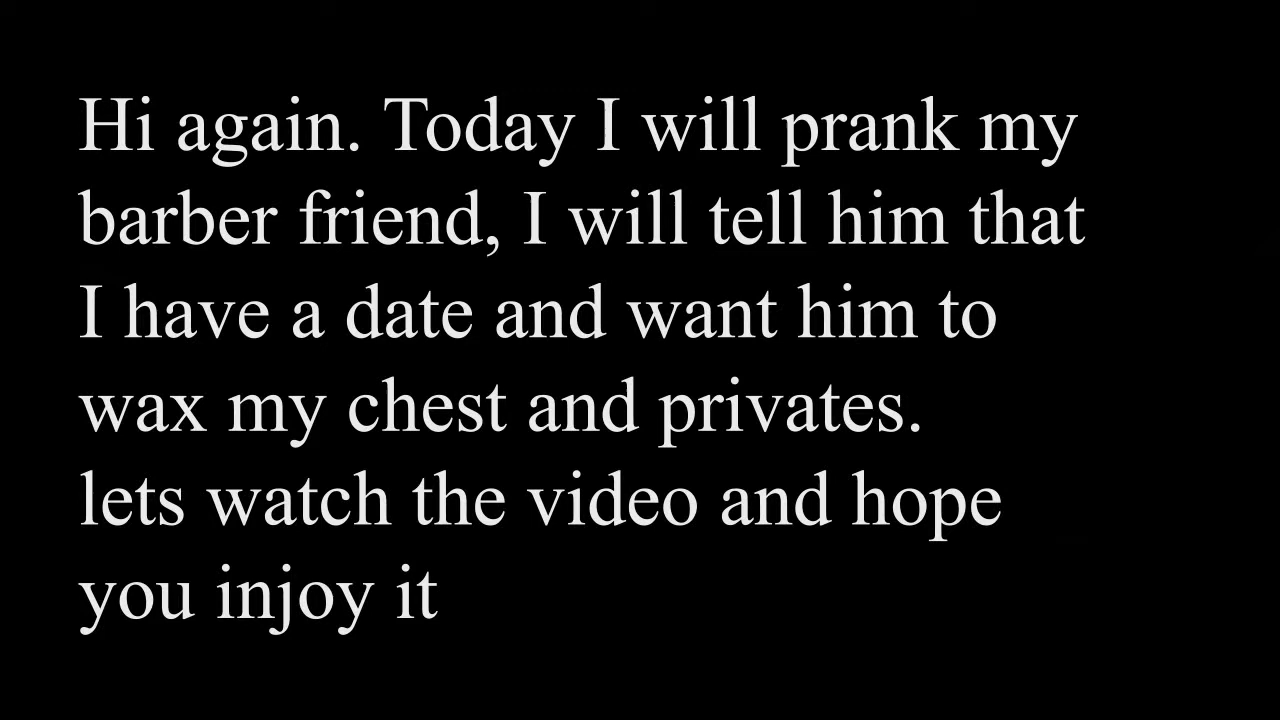 Hi again. Today I will prank my
barber friend, I will tell him that
I have a date and want him to
wax my chest and privates.
lets watch the video and hope
you injoy it